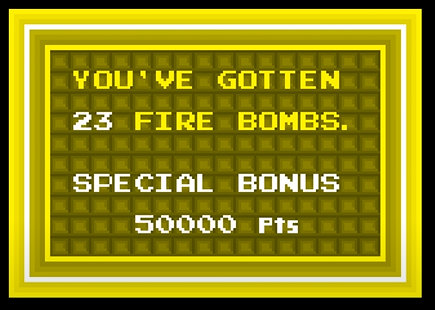 YOU'VE GOTTEN
23 FIRE BOMBS.
SPECIAL BONUS
50000 Pts